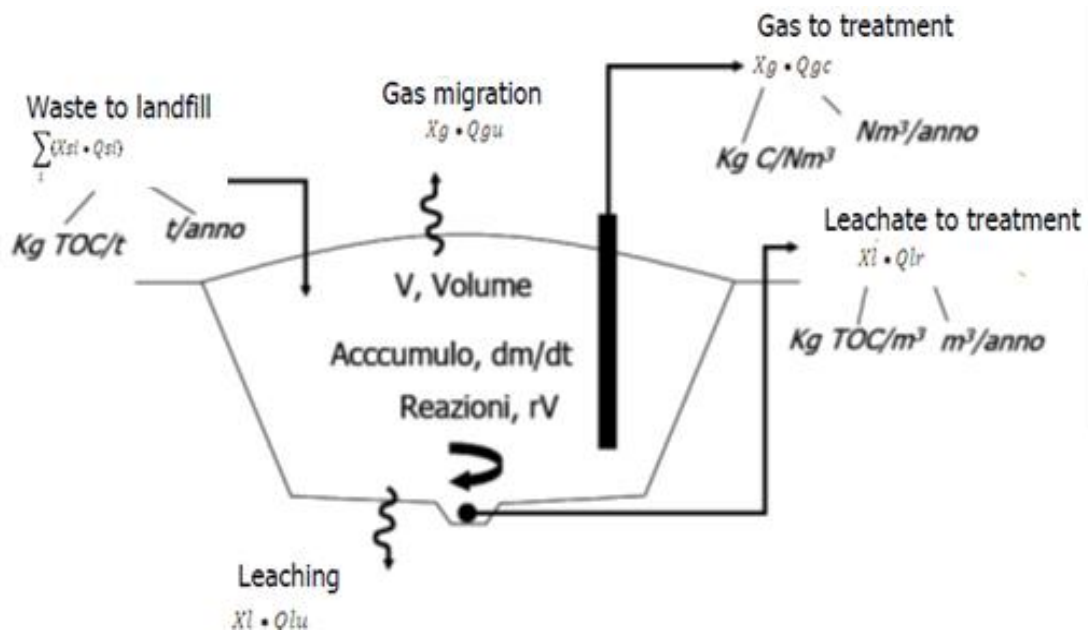 Waste to landfill
∑i (Xsi • Qsi)
Kg TOC/t
t/anno
Gas migration
Xg • Qgu
Gas to treatment
Xg • Qgc
Kg C/Nm³
Nm³/anno
Leachate to treatment
Xl • Qlr
Kg TOC/m³
m³/anno
V, Volume
Acccumulo, dm/dt
Reazioni, rV
Leaching
Xl • Qlu